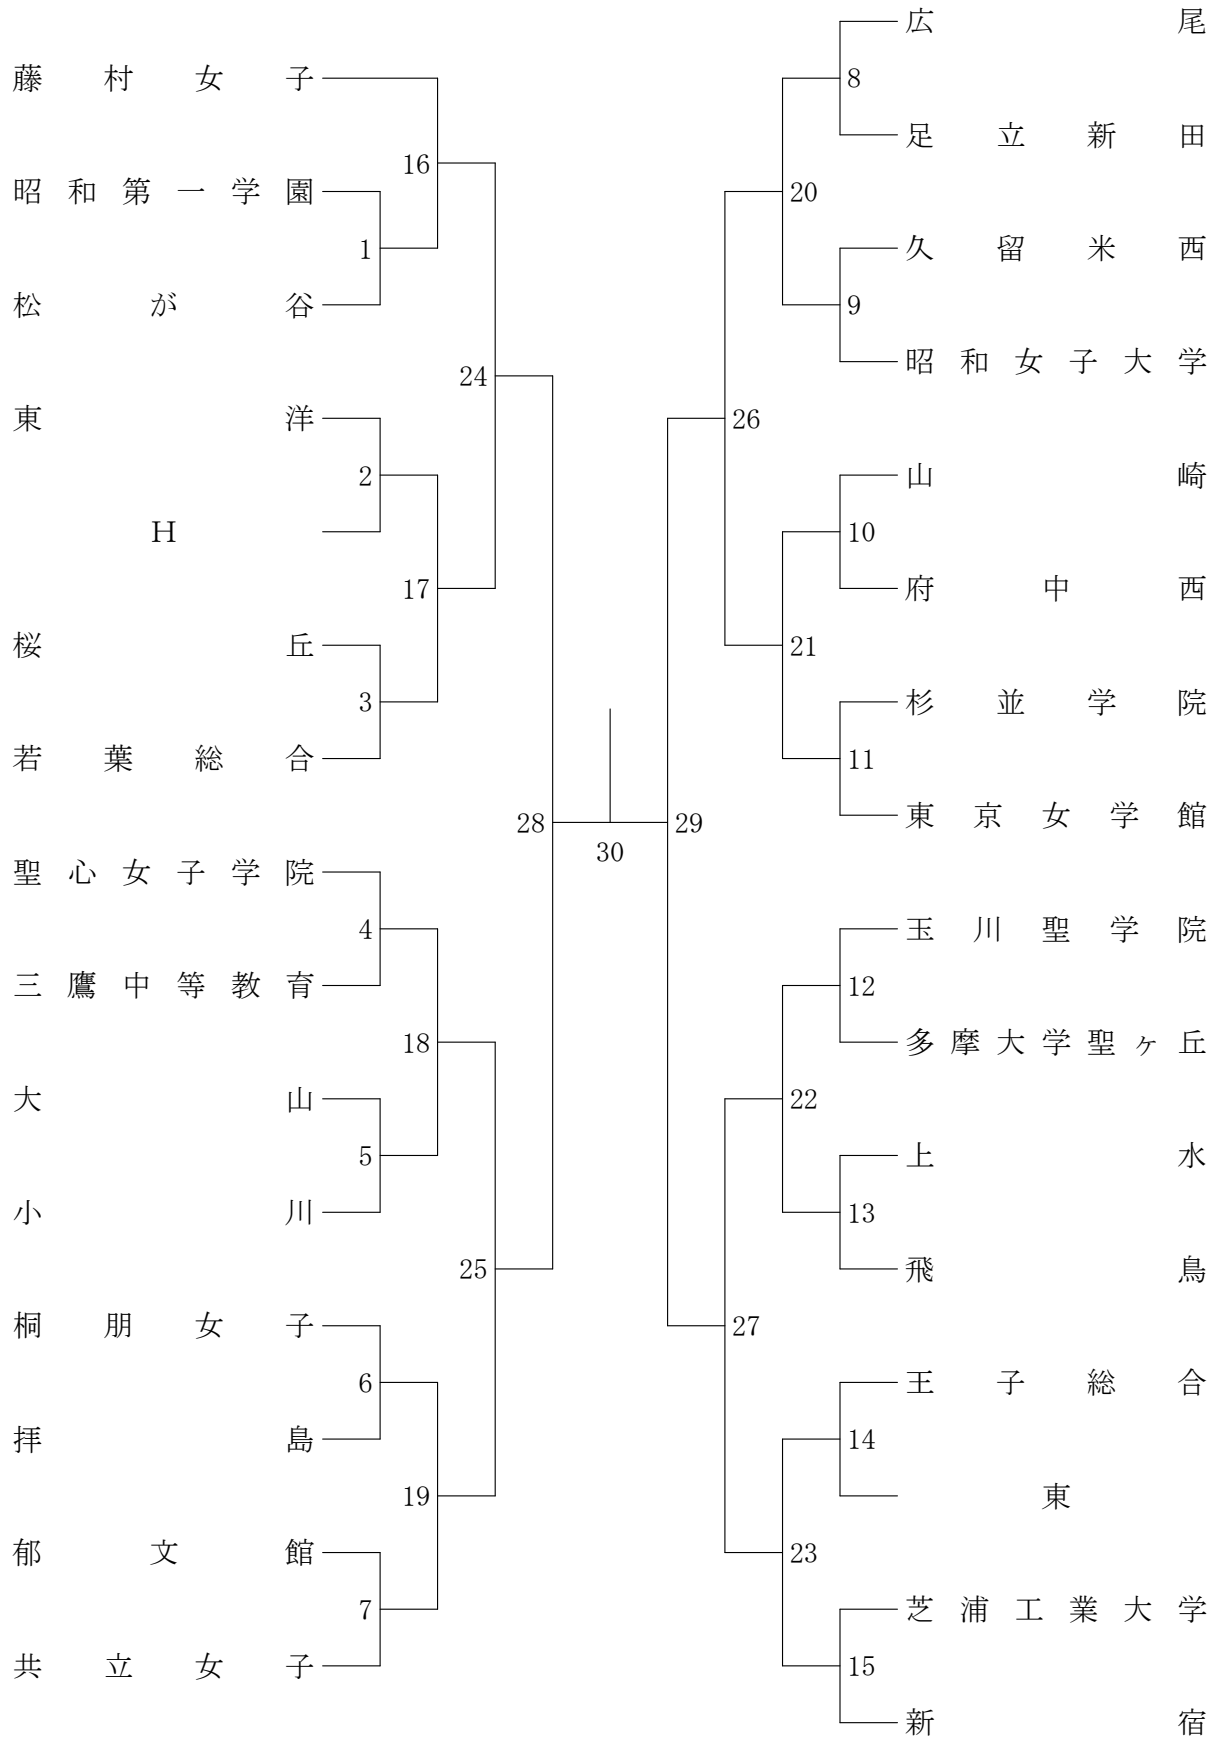 藤村女子
16
昭和第一学園
1
松が谷
24
東洋
2
H
17
桜丘
3
若葉総合
28
聖心女子学院
4
三鷹中等教育
18
大山
5
小川
25
桐朋女子
6
拝島
19
郁文館
7
共立女子
30
広尾
8
足立新田
20
久留米西
9
昭和女子大学
26
山崎
10
府中西
21
杉並学院
11
東京女学館
29
玉川聖学院
12
多摩大学聖ヶ丘
22
上水
13
飛鳥
27
王子総合
14
東
23
芝浦工業大学
15
新宿